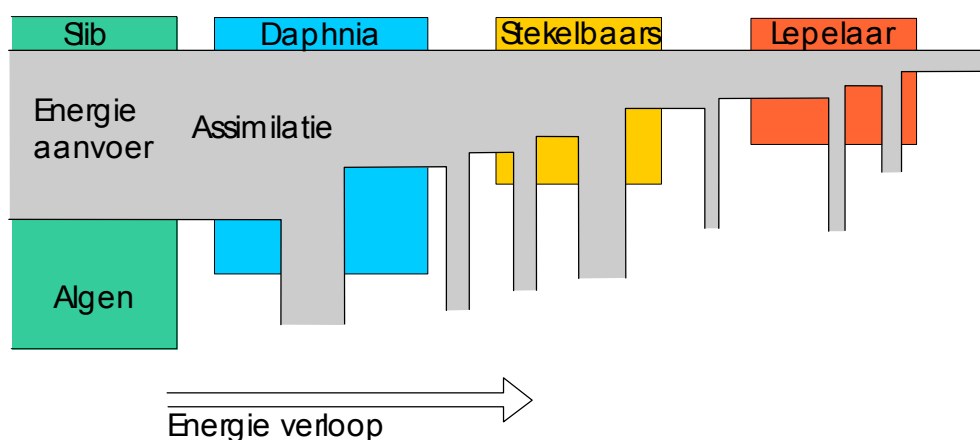 Slib
Daphnia
Stekelbaars
Lepelaar
Energie
aanvoer
Assimilatie
Algen
Energie verloop